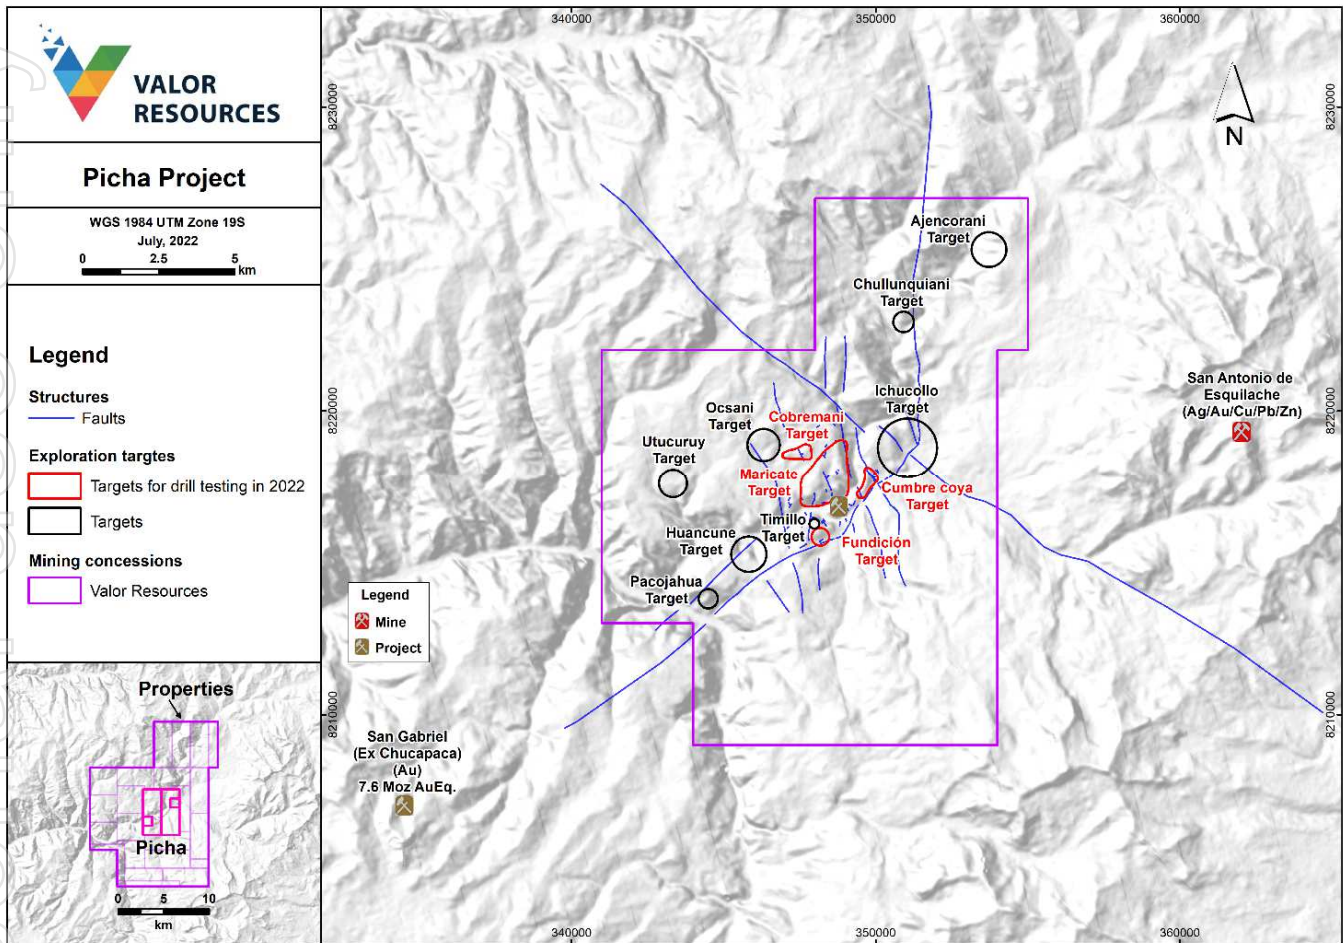 VALOR
RESOURCES
Picha Project
WGS 1984 UTM Zone 19S
July, 2022
0 2.5 5
km
Legend
Structures
Faults
Exploration targtes
Targets for drill testing in 2022
Targets
Mining concessions
Valor Resources
Properties
Picha
0 5 10
km
340000 350000 360000
8230000 8230000
N
Ajencorani
Target
Chullunquiani
Target
Ichucollo
Target
San Antonio de
Esquilache
(Ag/Au/Cu/Pb/Zn)
8220000 8220000
Ocsani
Target
Cobremani
Target
Utucuruy
Target
Maricate
Target
Cumbre coya
Target
Timillo
Target
Huancune
Target
Fundición
Target
Pacojahua
Target
Legend
Mine
Project
8210000 8210000
San Gabriel
(Ex Chucapaca)
(Au)
7.6 Moz AuEq.
340000 350000 360000